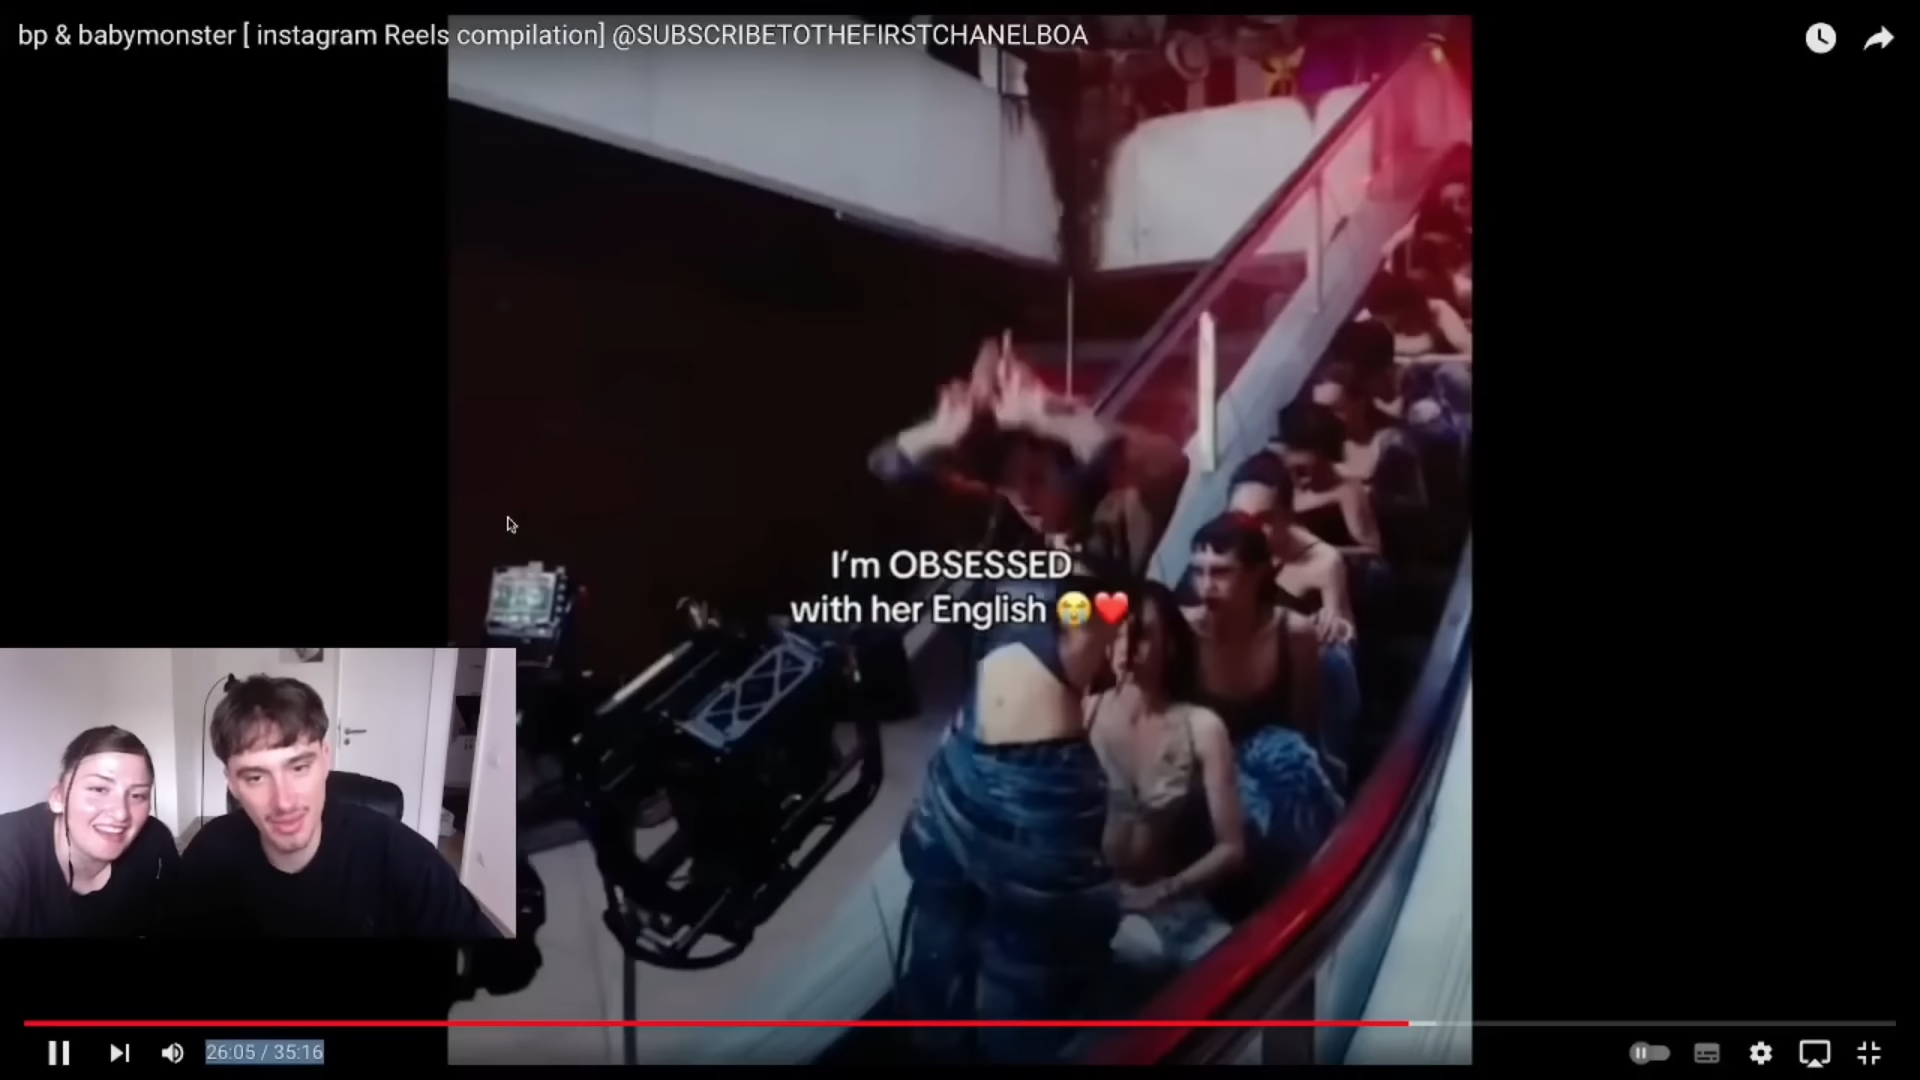 bp & babymonster [ instagram Reels compilation] @SUBSCRIBETOTHEFIRSTCHANELBOA
I'm OBSESSED
with her English 😭❤️
26:05 / 35:16